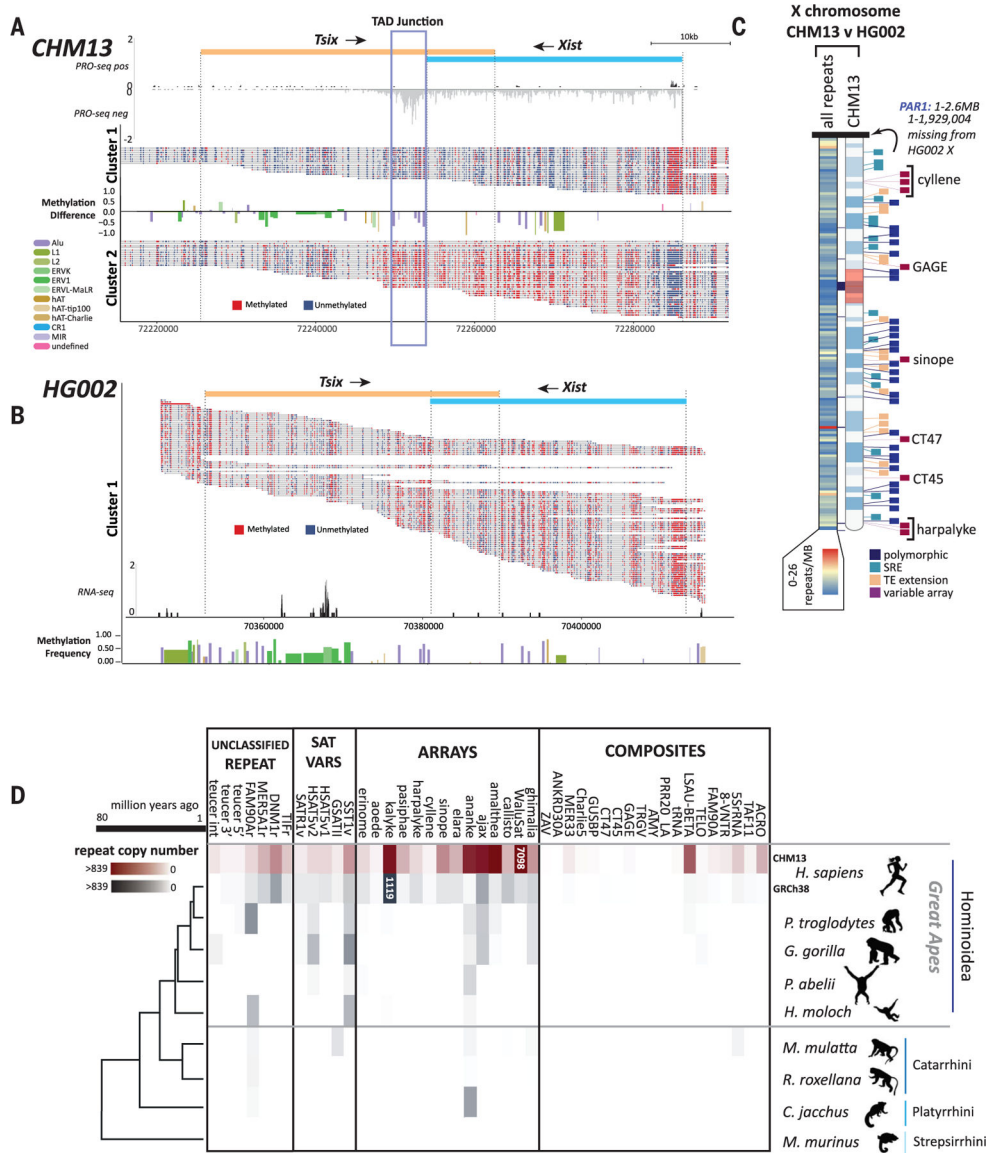 A
CHM13
TAD Junction
Tsix →
← Xist
10kb
2
PRO-seq pos
0
0
PRO-seq neg
-2
Cluster 1
1.0
0.5
0.0
−0.5
−1.0
Methylation
Difference
Cluster 2
Alu
L1
L2
ERVK
ERV1
ERVL-MaLR
hAT
hAT-tip100
hAT-Charlie
CR1
MIR
undefined
Methylated
Unmethylated
72220000
72240000
72260000
72280000
B
HG002
Tsix →
← Xist
Cluster 1
Methylated
Unmethylated
2
RNA-seq
0
70360000
70380000
70400000
Methylation
Frequency
1.00
0.50
0.00
C
X chromosome
CHM13 v HG002
all repeats
CHM13
PAR1: 1-2.6MB
1-1,929,004
missing from
HG002 X
cyllene
GAGE
sinope
CT47
CT45
harpalyke
0-26
repeats/MB
polymorphic
SRE
TE extension
variable array
D
UNCLASSIFIED
REPEAT
SAT
VARS
ARRAYS
COMPOSITES
million years ago
80
1
teucer int
teucer 3'
teucer 5'
FAM90Ar
MER5A1r
DNM1r
TIFr
SATR1v
HSAT5v2
HSAT5v1
GSATv
SST1v
erinome
aoede
kalyke
pasiphae
harpalyke
cyllene
sinope
elara
ananke
ajax
amalthea
callisto
WaluSat
ghimalia
ZAV
ANKRD30A
MER33
Charlie5
GUSBP
CT47
CT45
GAGE
TRGV
AMY
PRR20_LA
tRNA
LSAU-BETA
TELO
FAM90A
8-VNTR
5SrRNA
TAF11
ACRO
repeat copy number
>839
0
>839
0
7098
1119
CHM13
H. sapiens
GRCh38
P. troglodytes
G. gorilla
P. abelii
H. moloch
M. mulatta
R. roxellana
C. jacchus
M. murinus
Great Apes
Hominoidea
Catarrhini
Platyrrhini
Strepsirrhini